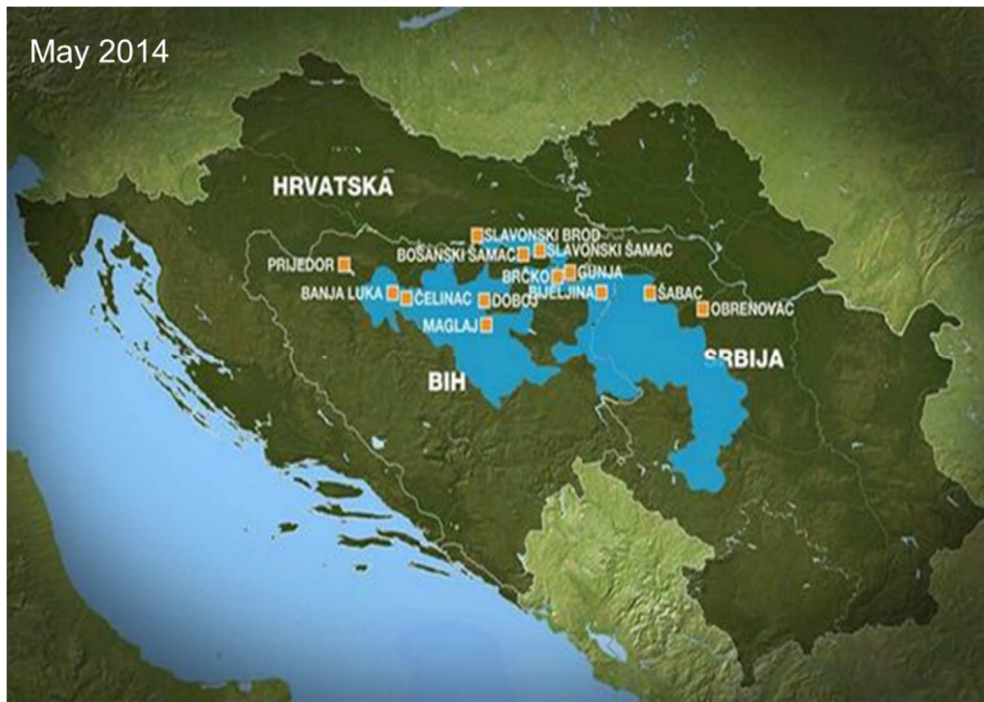 May 2014
HRVATSKA
SLAVONSKI BROD
BOŠANSKI ŠAMAC
SLAVONSKI ŠAMAC
PRIJEDOR
BRČKO
GUNJA
BANJA LUKA
ČELINAC
DOBOJ
BIJELJINA
ŠABAC
OBRENOVAC
MAGLAJ
SRBIJA
BIH